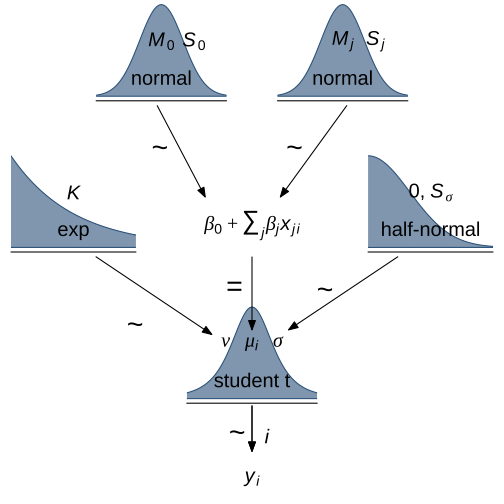 M₀ S₀
normal
Mⱼ Sⱼ
normal
~
~
K
exp
β₀ + ∑ⱼβⱼxⱼᵢ
0, S_σ
half-normal
=
~
~
ν μᵢ σ
student t
~ i
yᵢ